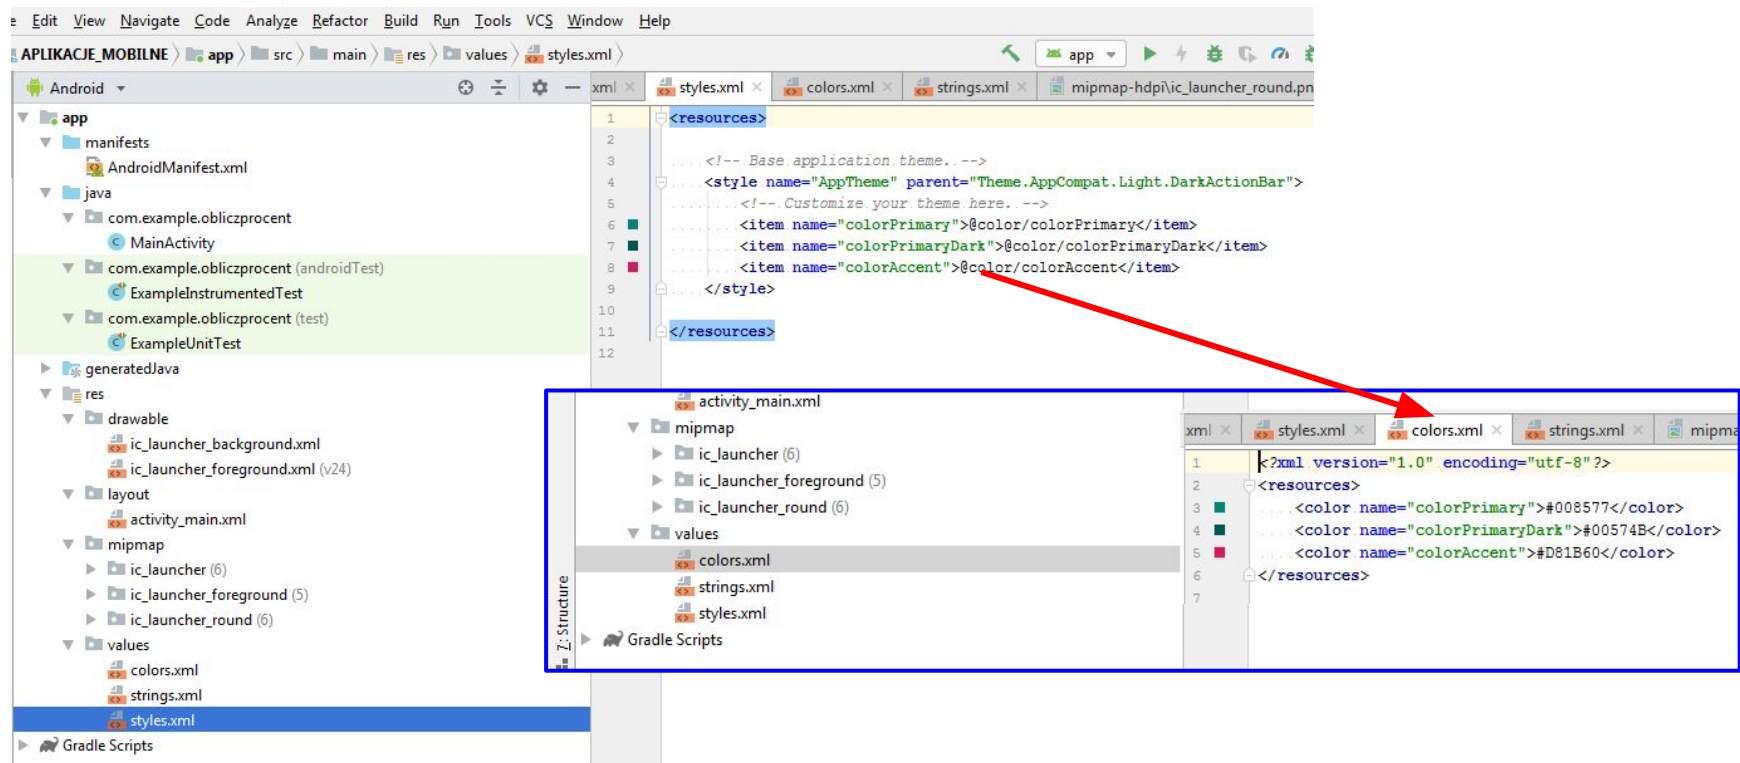 Edit View Navigate Code Analyze Refactor Build Run Tools VCS Window Help
APLIKACJE_MOBILNE app src main res values styles.xml
app
Android
xml styles.xml colors.xml strings.xml mipmap-hdpi\ic_launcher_round.pn
app
manifests
AndroidManifest.xml
java
com.example.obliczprocent
MainActivity
com.example.obliczprocent (androidTest)
ExampleInstrumentedTest
com.example.obliczprocent (test)
ExampleUnitTest
generatedJava
res
drawable
ic_launcher_background.xml
ic_launcher_foreground.xml (v24)
layout
activity_main.xml
mipmap
ic_launcher (6)
ic_launcher_foreground (5)
ic_launcher_round (6)
values
colors.xml
strings.xml
styles.xml
Gradle Scripts
1 <resources>
2
3 <!-- Base application theme. -->
4 <style name="AppTheme" parent="Theme.AppCompat.Light.DarkActionBar">
5 <!-- Customize your theme here. -->
6 <item name="colorPrimary">@color/colorPrimary</item>
7 <item name="colorPrimaryDark">@color/colorPrimaryDark</item>
8 <item name="colorAccent">@color/colorAccent</item>
9 </style>
10
11 </resources>
12
activity_main.xml
mipmap
ic_launcher (6)
ic_launcher_foreground (5)
ic_launcher_round (6)
values
colors.xml
strings.xml
styles.xml
Gradle Scripts
7: Structure
xml styles.xml colors.xml strings.xml mipma
1 <?xml version="1.0" encoding="utf-8"?>
2 <resources>
3 <color name="colorPrimary">#008577</color>
4 <color name="colorPrimaryDark">#00574B</color>
5 <color name="colorAccent">#D81B60</color>
6 </resources>
7